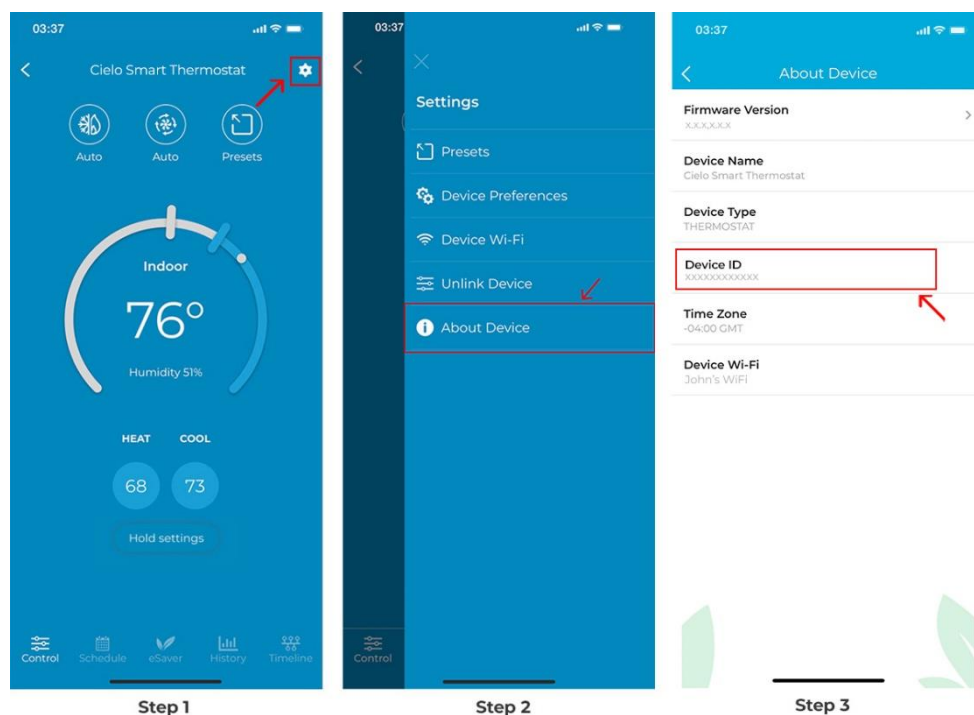 03:37
Cielo Smart Thermostat
Auto
Auto
Presets
Indoor
76°
Humidity 51%
HEAT COOL
68 73
Hold settings
Control
Schedule
eSaver
History
Timeline
Step 1
03:37
Settings
Presets
Device Preferences
Device Wi-Fi
Unlink Device
About Device
Control
Step 2
03:37
About Device
Firmware Version
x.x.x,x.x.x
Device Name
Cielo Smart Thermostat
Device Type
THERMOSTAT
Device ID
xxxxxxxxxxxx
Time Zone
-04:00 GMT
Device Wi-Fi
John's WiFi
Step 3